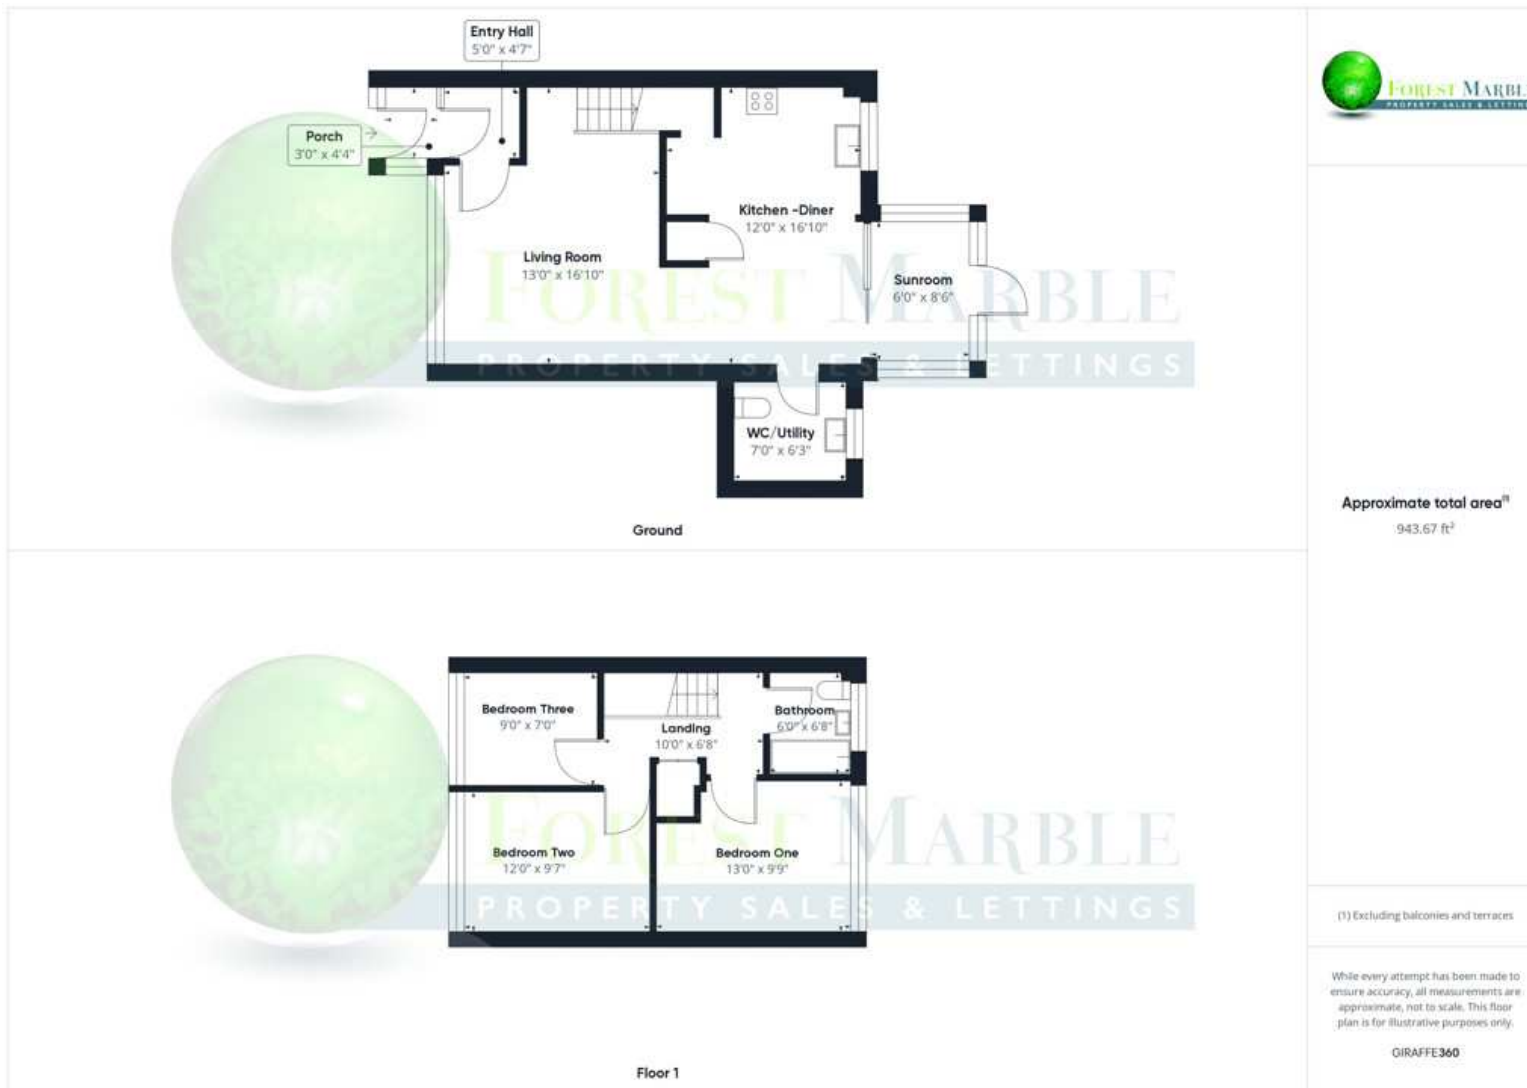 Entry Hall
5'0" x 4'7"
Porch
3'0" x 4'4"
Kitchen -Diner
12'0" x 16'10"
Living Room
13'0" x 16'10"
Sunroom
6'0" x 8'6"
WC/Utility
7'0" x 6'3"
FOREST MARBLE
PROPERTY SALES & LETTINGS
Ground
Bedroom Three
9'0" x 7'0"
Landing
10'0" x 6'8"
Bathroom
6'0" x 6'8"
Bedroom Two
12'0" x 9'7"
Bedroom One
13'0" x 9'9"
FOREST MARBLE
PROPERTY SALES & LETTINGS
Floor 1
FOREST MARBL
PROPERTY SALES & LETTING
Approximate total area(1)
943.67 ft²
(1) Excluding balconies and terraces
While every attempt has been made to
ensure accuracy, all measurements are
approximate, not to scale. This floor
plan is for illustrative purposes only.
GIRAFFE360